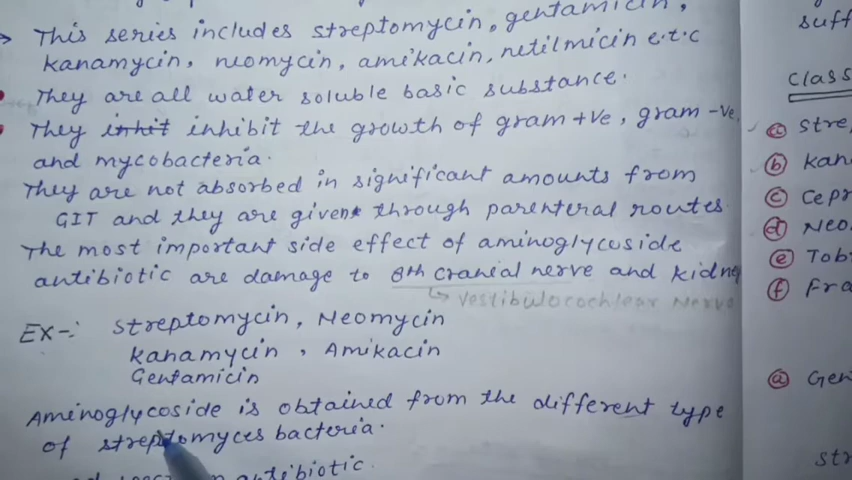 This series includes streptomycin, gentamicin,
kanamycin, neomycin, amikacin, netilmicin e.t.c
They are all water soluble basic substance.
They inhit inhibit the growth of gram +ve, gram -ve
and mycobacteria.
They are not absorbed in significant amounts from
GIT and they are given through parenteral routes.
The most important side effect of aminoglycoside
antibiotic are damage to 8th cranial nerve and kidney
↳ vestibulocochlear Nerve
EX-: Streptomycin, Neomycin
Kanamycin, Amikacin
Gentamicin
Aminoglycoside is obtained from the different type
of streptomyces bacteria.
antibiotic.
suff
Class
(a) Stre
(b) Kan
(c) Cepr
(d) Neo
(e) Tob
(f) Fra
(a) Gen
str